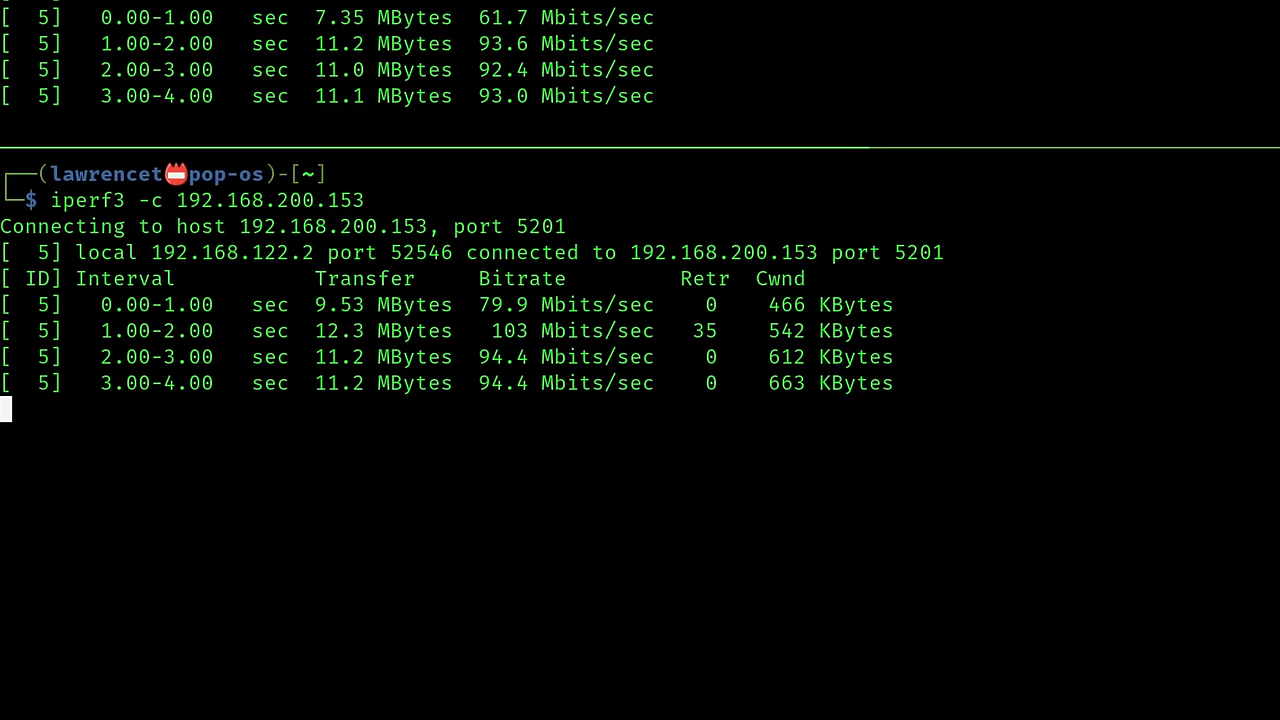 [  5]   0.00-1.00   sec  7.35 MBytes  61.7 Mbits/sec
[  5]   1.00-2.00   sec  11.2 MBytes  93.6 Mbits/sec
[  5]   2.00-3.00   sec  11.0 MBytes  92.4 Mbits/sec
[  5]   3.00-4.00   sec  11.1 MBytes  93.0 Mbits/sec
┌──(lawrencet📛pop-os)-[~]
└─$ iperf3 -c 192.168.200.153
Connecting to host 192.168.200.153, port 5201
[  5] local 192.168.122.2 port 52546 connected to 192.168.200.153 port 5201
[ ID] Interval           Transfer     Bitrate         Retr  Cwnd
[  5]   0.00-1.00   sec  9.53 MBytes  79.9 Mbits/sec    0    466 KBytes
[  5]   1.00-2.00   sec  12.3 MBytes   103 Mbits/sec   35    542 KBytes
[  5]   2.00-3.00   sec  11.2 MBytes  94.4 Mbits/sec    0    612 KBytes
[  5]   3.00-4.00   sec  11.2 MBytes  94.4 Mbits/sec    0    663 KBytes